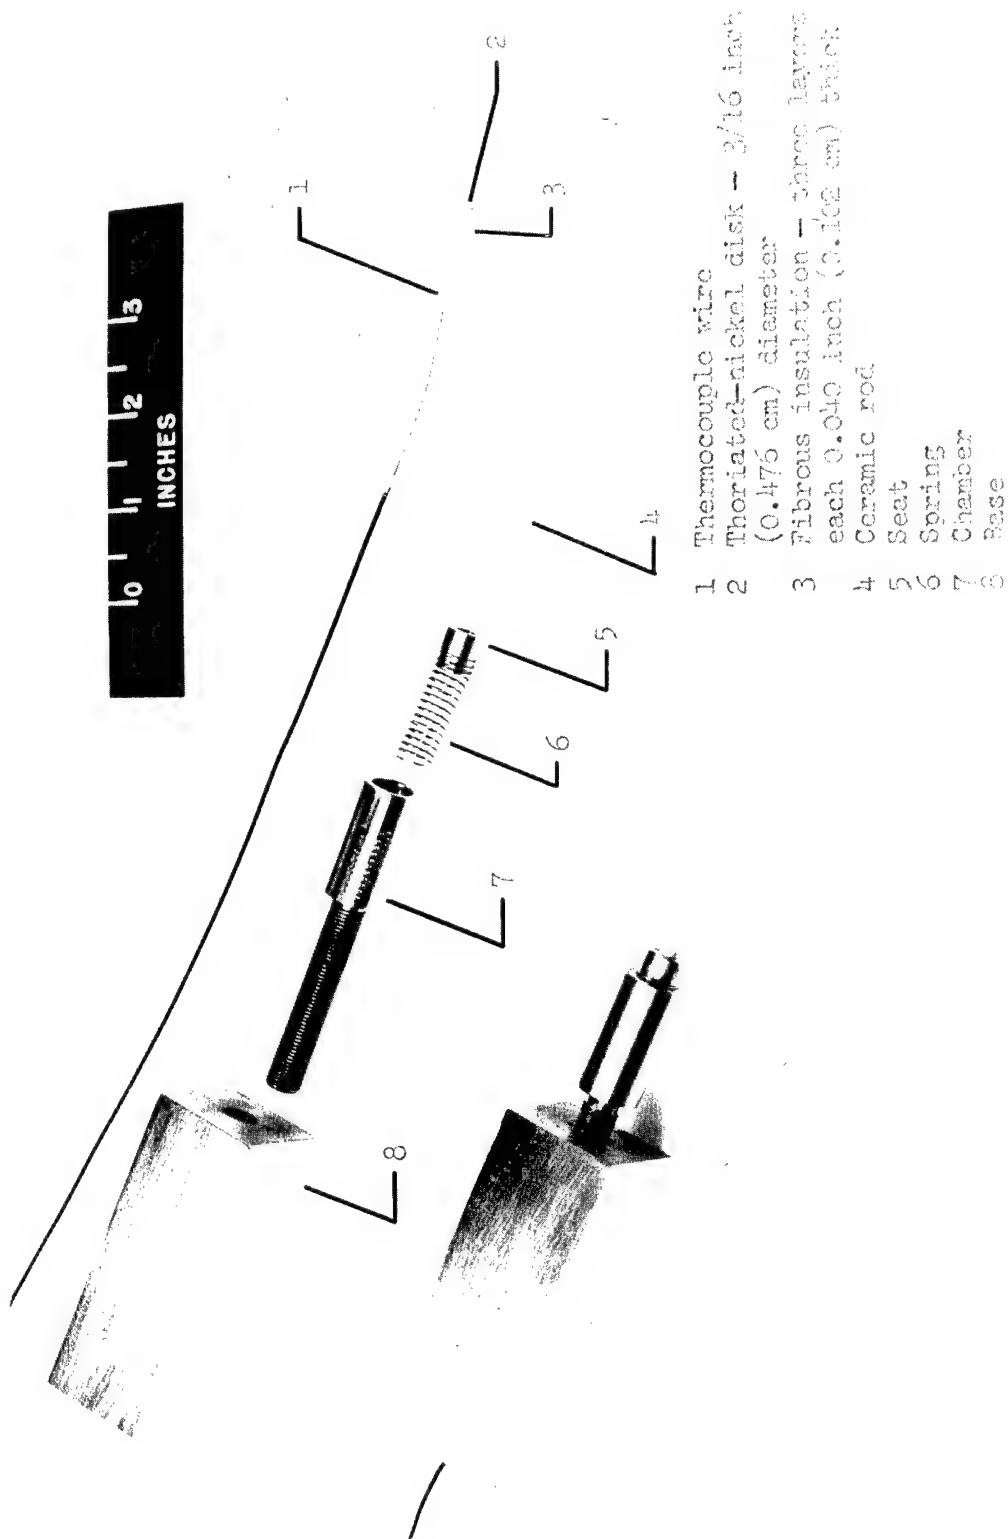 0 1 2 3
INCHES
1
2
3
4
5
6
7
8
1 Thermocouple wire
2 Thoriated-nickel disk - 3/16 inch
(0.476 cm) diameter
3 Fibrous insulation - three layers
each 0.040 inch (0.102 cm) thick
4 Ceramic rod
5 Seat
6 Spring
7 Chamber
8 Base